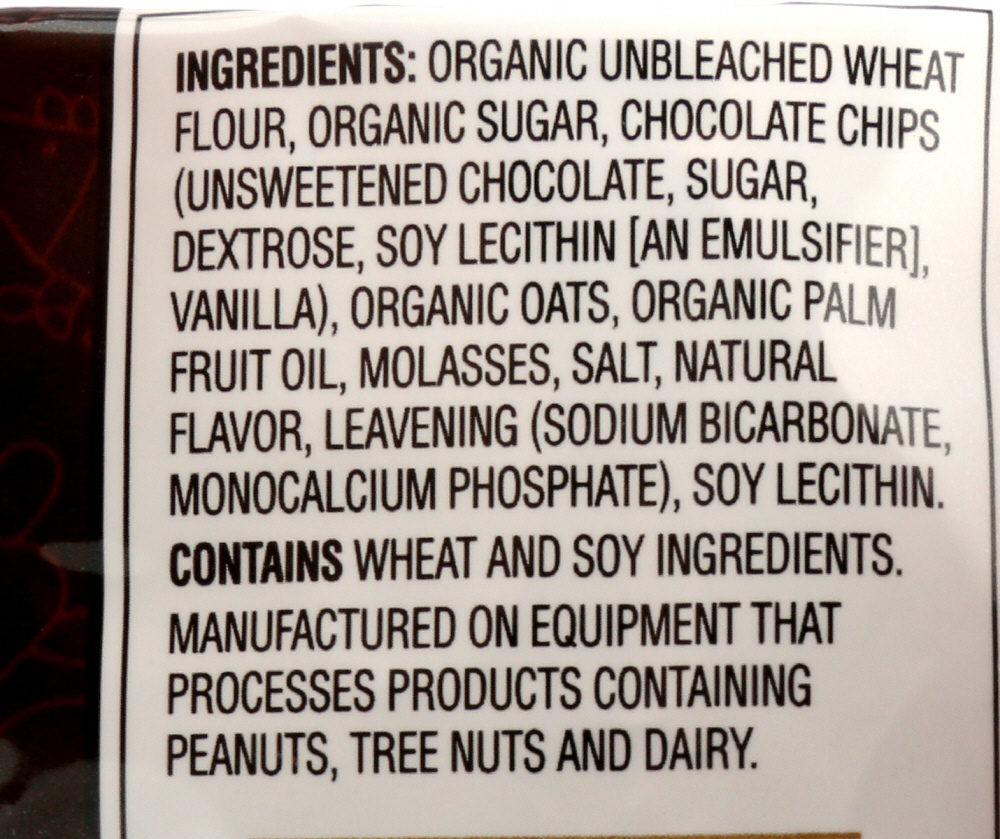 INGREDIENTS: ORGANIC UNBLEACHED WHEAT
FLOUR, ORGANIC SUGAR, CHOCOLATE CHIPS
(UNSWEETENED CHOCOLATE, SUGAR,
DEXTROSE, SOY LECITHIN [AN EMULSIFIER],
VANILLA), ORGANIC OATS, ORGANIC PALM
FRUIT OIL, MOLASSES, SALT, NATURAL
FLAVOR, LEAVENING (SODIUM BICARBONATE,
MONOCALCIUM PHOSPHATE), SOY LECITHIN.
CONTAINS WHEAT AND SOY INGREDIENTS.
MANUFACTURED ON EQUIPMENT THAT
PROCESSES PRODUCTS CONTAINING
PEANUTS, TREE NUTS AND DAIRY.